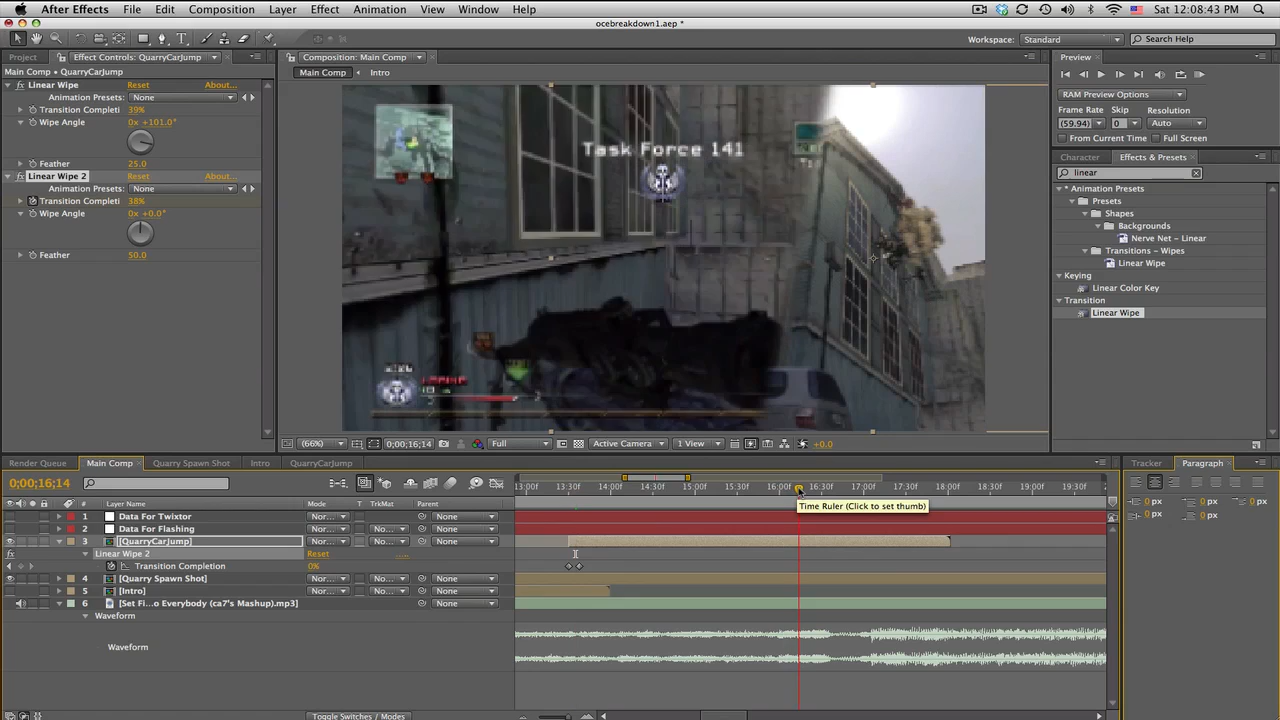 After Effects File Edit Composition Layer Effect Animation View Window Help Sat 12:08:43 PM
ocebreakdown1.aep *
Workspace: Standard Search Help
Project Effect Controls: QuarryCarJump Composition: Main Comp Preview
Main Comp • QuarryCarJump Main Comp Intro
Linear Wipe Reset About...
Animation Presets: None
Transition Completi 39%
Wipe Angle 0x +101.0°
Feather 25.0
Linear Wipe 2 Reset About...
Animation Presets: None
Transition Completi 38%
Wipe Angle 0x +0.0°
Feather 50.0
Task Force 141
RAM Preview Options
Frame Rate Skip Resolution
(59.94) 0 Auto
From Current Time Full Screen
Character Effects & Presets
linear
* Animation Presets
Presets
Shapes
Backgrounds
Nerve Net - Linear
Transitions - Wipes
Linear Wipe
Keying
Linear Color Key
Transition
Linear Wipe
(66%) 0;00;16;14 Full Active Camera 1 View +0.0
Render Queue Main Comp Quarry Spawn Shot Intro QuarryCarJump
0;00;16;14
13:00f 13:30f 14:00f 14:30f 15:00f 15:30f 16:00f 16:30f 17:00f 17:30f 18:00f 18:30f 19:00f 19:30f
# Layer Name Mode T TrkMat Parent
Time Ruler (Click to set thumb)
1 Data For Twixtor Nor... None
2 Data For Flashing Nor... None
3 [QuarryCarJump] Nor... None
Linear Wipe 2 Reset .....
Transition Completion 0%
4 [Quarry Spawn Shot] Nor... None
5 [Intro] Nor... None
6 [Set Fi...o Everybody (ca7's Mashup).mp3] None
Waveform
Waveform
Toggle Switches / Modes
Tracker Paragraph
0 px 0 px 0 px
0 px 0 px